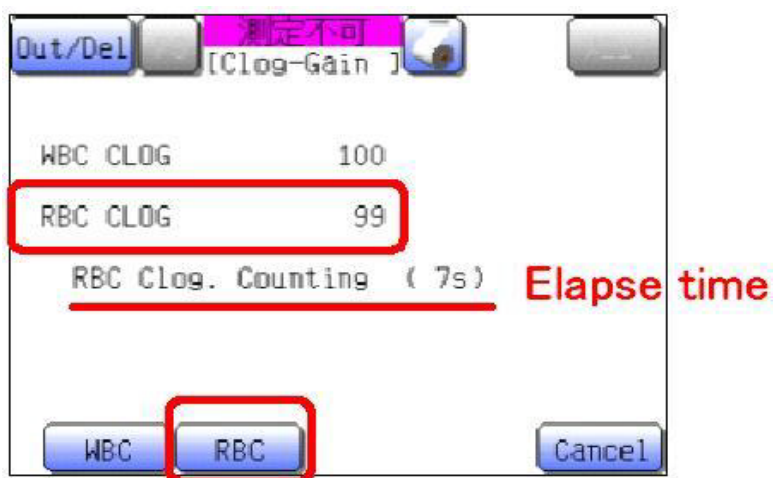 測定不可
Out/Del [Clog-Gain ]
WBC CLOG 100
RBC CLOG 99
RBC Clog. Counting ( 7s) Elapse time
WBC RBC Cancel